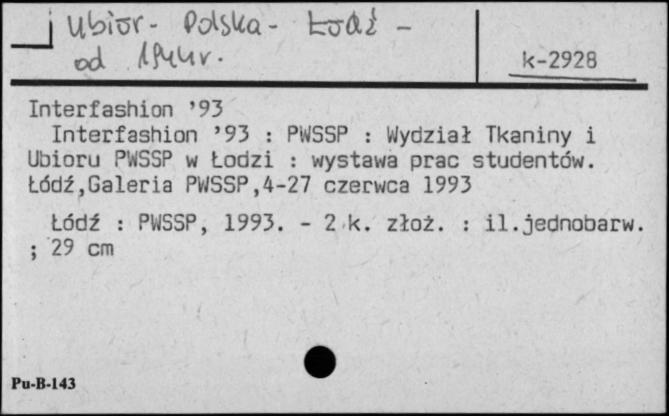 Ubiór - Polska - Łódź -
od 1944r.
k-2928
Interfashion '93
Interfashion '93 : PWSSP : Wydział Tkaniny i
Ubioru PWSSP w Łodzi : wystawa prac studentów.
Łódź,Galeria PWSSP,4-27 czerwca 1993
Łódź : PWSSP, 1993. - 2 k. złoż. : il.jednobarw.
; 29 cm
Pu-B-143